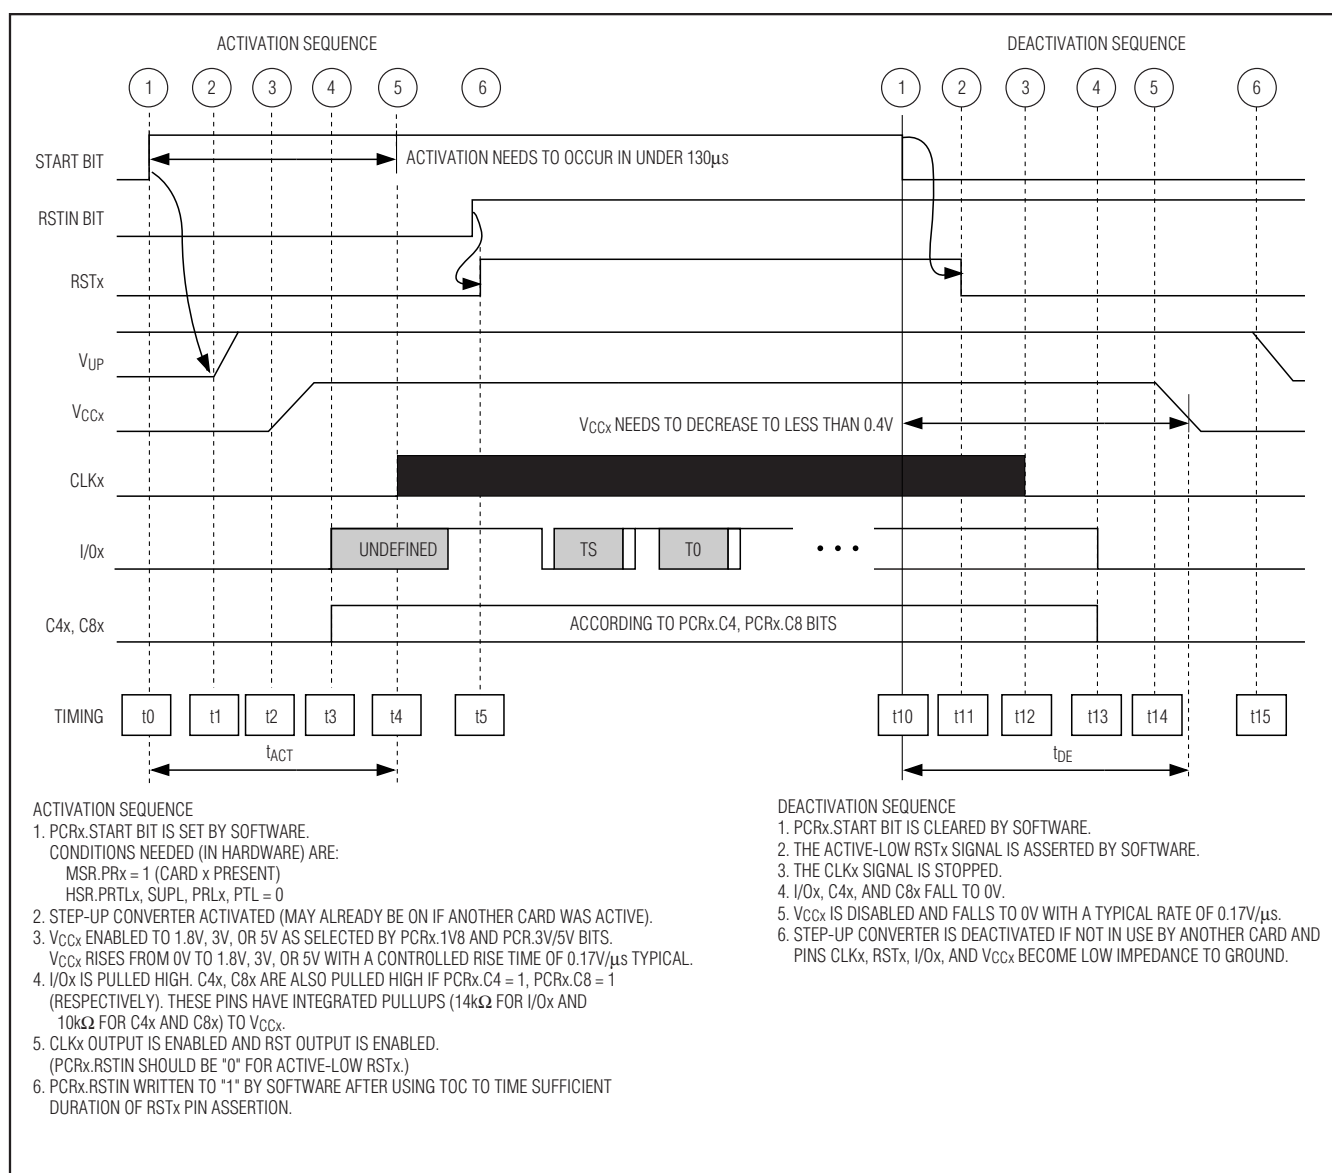 ACTIVATION SEQUENCE
DEACTIVATION SEQUENCE
1 2 3 4 5 6
1 2 3 4 5 6
START BIT
ACTIVATION NEEDS TO OCCUR IN UNDER 130μs
RSTIN BIT
RSTx
VUP
VCCx
VCCx NEEDS TO DECREASE TO LESS THAN 0.4V
CLKx
I/0x
UNDEFINED
TS
T0
• • •
C4x, C8x
ACCORDING TO PCRx.C4, PCRx.C8 BITS
TIMING
t0 t1 t2 t3 t4 t5
t10 t11 t12 t13 t14 t15
tACT
tDE
ACTIVATION SEQUENCE
1. PCRx.START BIT IS SET BY SOFTWARE.
CONDITIONS NEEDED (IN HARDWARE) ARE:
MSR.PRx = 1 (CARD x PRESENT)
HSR.PRTLx, SUPL, PRLx, PTL = 0
2. STEP-UP CONVERTER ACTIVATED (MAY ALREADY BE ON IF ANOTHER CARD WAS ACTIVE).
3. VCCx ENABLED TO 1.8V, 3V, OR 5V AS SELECTED BY PCRx.1V8 AND PCR.3V/5V BITS.
VCCx RISES FROM 0V TO 1.8V, 3V, OR 5V WITH A CONTROLLED RISE TIME OF 0.17V/μs TYPICAL.
4. I/Ox IS PULLED HIGH. C4x, C8x ARE ALSO PULLED HIGH IF PCRx.C4 = 1, PCRx.C8 = 1
(RESPECTIVELY). THESE PINS HAVE INTEGRATED PULLUPS (14kΩ FOR I/Ox AND
10kΩ FOR C4x AND C8x) TO VCCx.
5. CLKx OUTPUT IS ENABLED AND RST OUTPUT IS ENABLED.
(PCRx.RSTIN SHOULD BE "0" FOR ACTIVE-LOW RSTx.)
6. PCRx.RSTIN WRITTEN TO "1" BY SOFTWARE AFTER USING TOC TO TIME SUFFICIENT
DURATION OF RSTx PIN ASSERTION.
DEACTIVATION SEQUENCE
1. PCRx.START BIT IS CLEARED BY SOFTWARE.
2. THE ACTIVE-LOW RSTx SIGNAL IS ASSERTED BY SOFTWARE.
3. THE CLKx SIGNAL IS STOPPED.
4. I/Ox, C4x, AND C8x FALL TO 0V.
5. VCCx IS DISABLED AND FALLS TO 0V WITH A TYPICAL RATE OF 0.17V/μs.
6. STEP-UP CONVERTER IS DEACTIVATED IF NOT IN USE BY ANOTHER CARD AND
PINS CLKx, RSTx, I/Ox, AND VCCx BECOME LOW IMPEDANCE TO GROUND.